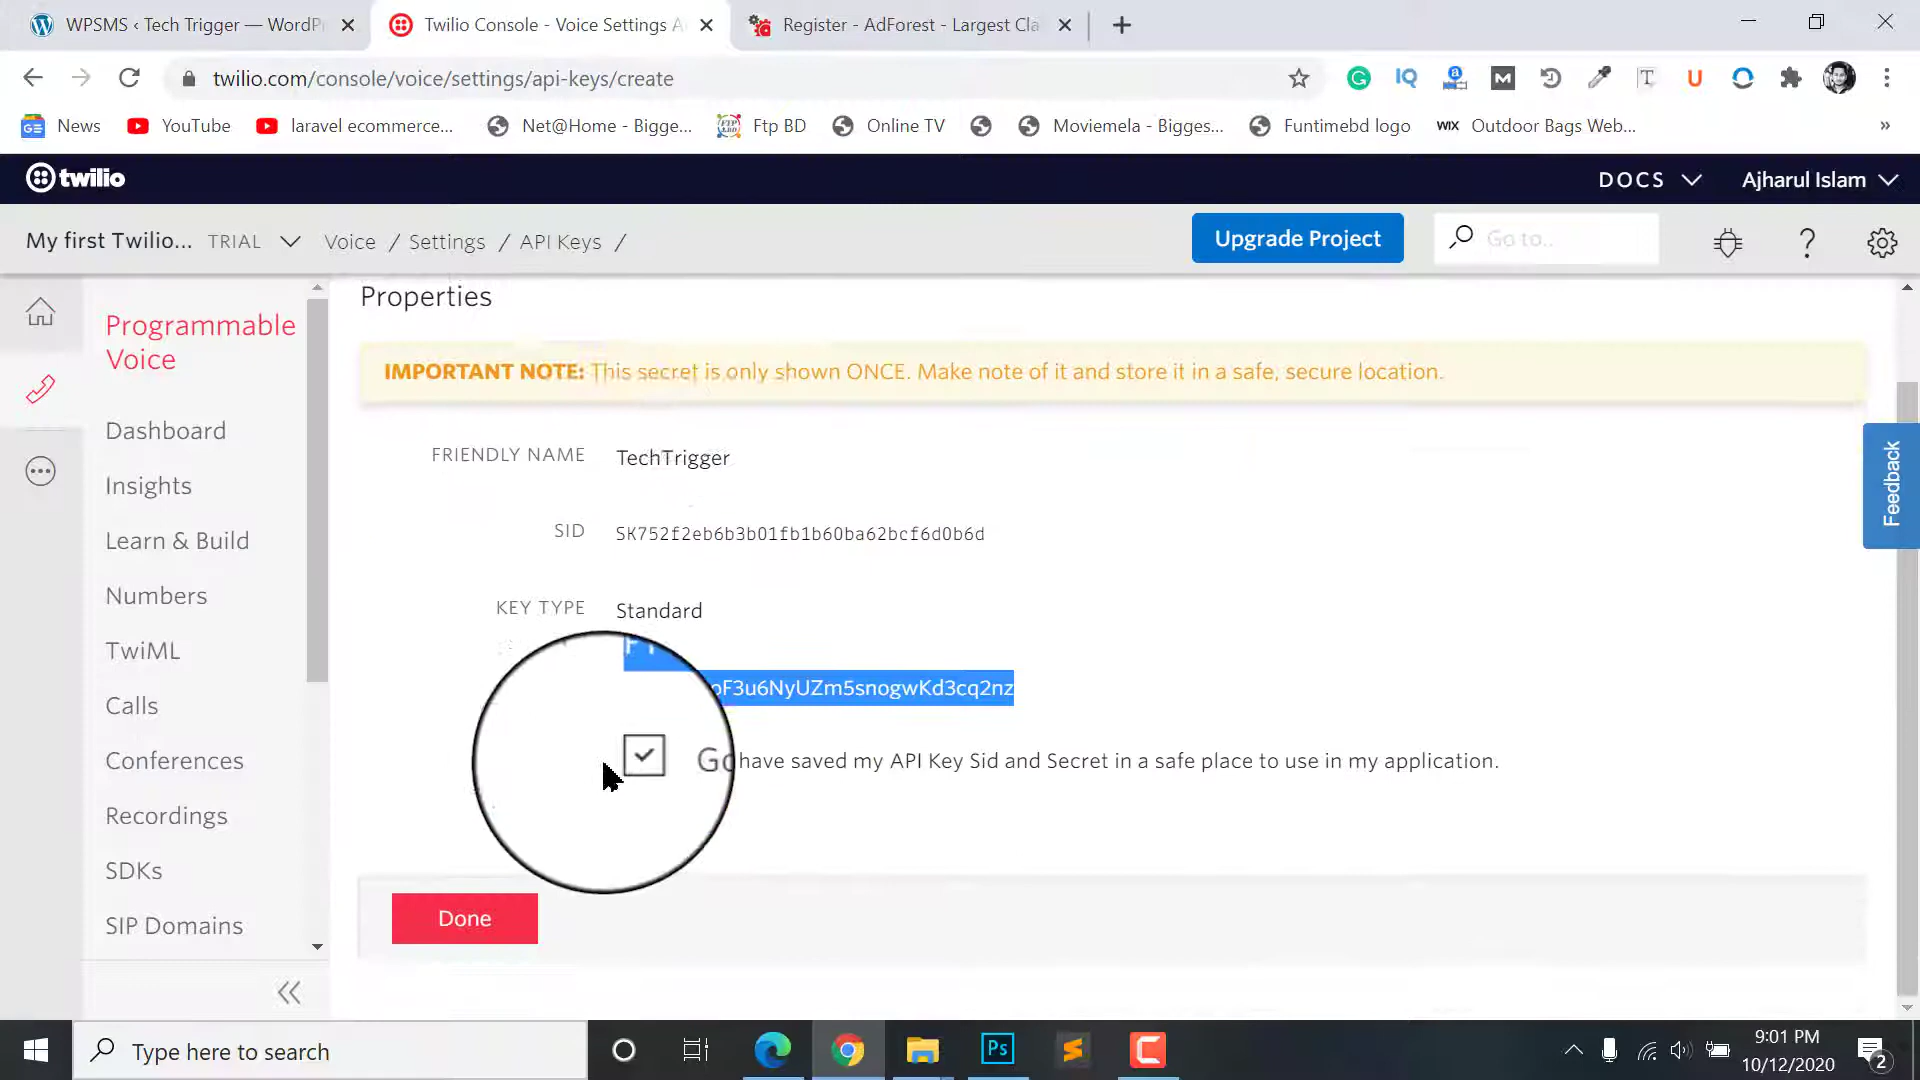 WPSMS ‹ Tech Trigger — WordPr
Twilio Console - Voice Settings A
Register - AdForest - Largest Cla
twilio.com/console/voice/settings/api-keys/create
News
YouTube
laravel ecommerce...
Net@Home - Bigge...
Ftp BD
Online TV
Moviemela - Bigges...
Funtimebd logo
WIX
Outdoor Bags Web...
»
twilio
DOCS
Ajharul Islam
My first Twilio...
TRIAL
Voice / Settings / API Keys /
Upgrade Project
Go to..
Programmable
Voice
Dashboard
Insights
Learn & Build
Numbers
TwiML
Calls
Conferences
Recordings
SDKs
SIP Domains
Properties
IMPORTANT NOTE: This secret is only shown ONCE. Make note of it and store it in a safe, secure location.
FRIENDLY NAME
TechTrigger
SID
SK752f2eb6b3b01fb1b60ba62bcf6d0b6d
KEY TYPE
Standard
oF3u6NyUZm5snogwKd3cq2nz
have saved my API Key Sid and Secret in a safe place to use in my application.
Done
Feedback
Type here to search
Ps
9:01 PM
10/12/2020
2